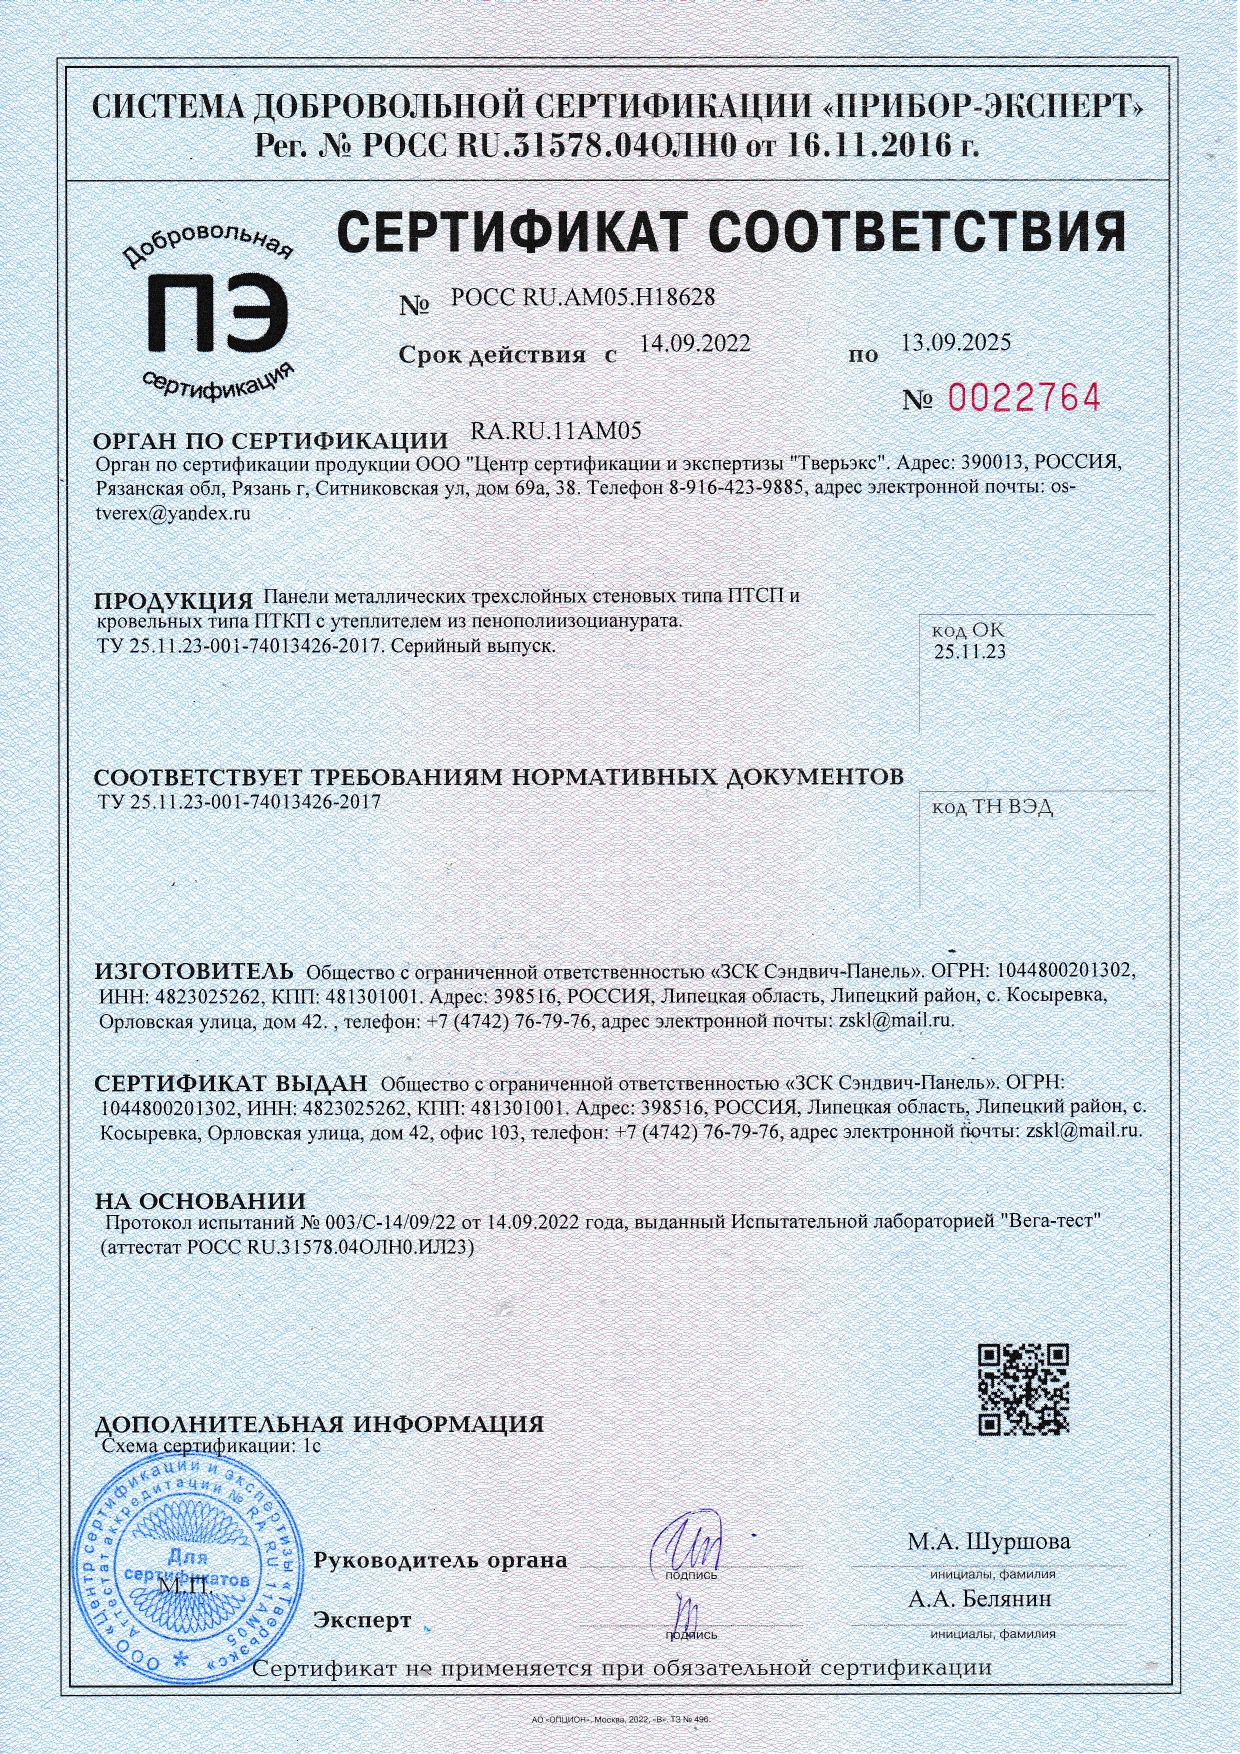 СИСТЕМА ДОБРОВОЛЬНОЙ СЕРТИФИКАЦИИ «ПРИБОР-ЭКСПЕРТ»
Рег. № РОСС RU.31578.04ОЛН0 от 16.11.2016 г.
Добровольная
ПЭ
сертификация
СЕРТИФИКАТ СООТВЕТСТВИЯ
№ РОСС RU.АМ05.Н18628
Срок действия с 14.09.2022 по 13.09.2025
№ 0022764
ОРГАН ПО СЕРТИФИКАЦИИ RA.RU.11АМ05
Орган по сертификации продукции ООО "Центр сертификации и экспертизы "Тверьэкс". Адрес: 390013, РОССИЯ,
Рязанская обл, Рязань г, Ситниковская ул, дом 69а, 38. Телефон 8-916-423-9885, адрес электронной почты: os-
tverex@yandex.ru
ПРОДУКЦИЯ Панели металлических трехслойных стеновых типа ПТСП и
кровельных типа ПТКП с утеплителем из пенополиизоцианурата.
ТУ 25.11.23-001-74013426-2017. Серийный выпуск.
код ОК
25.11.23
СООТВЕТСТВУЕТ ТРЕБОВАНИЯМ НОРМАТИВНЫХ ДОКУМЕНТОВ
ТУ 25.11.23-001-74013426-2017
код ТН ВЭД
ИЗГОТОВИТЕЛЬ Общество с ограниченной ответственностью «ЗСК Сэндвич-Панель». ОГРН: 1044800201302,
ИНН: 4823025262, КПП: 481301001. Адрес: 398516, РОССИЯ, Липецкая область, Липецкий район, с. Косыревка,
Орловская улица, дом 42. , телефон: +7 (4742) 76-79-76, адрес электронной почты: zskl@mail.ru.
СЕРТИФИКАТ ВЫДАН Общество с ограниченной ответственностью «ЗСК Сэндвич-Панель». ОГРН:
1044800201302, ИНН: 4823025262, КПП: 481301001. Адрес: 398516, РОССИЯ, Липецкая область, Липецкий район, с.
Косыревка, Орловская улица, дом 42, офис 103, телефон: +7 (4742) 76-79-76, адрес электронной почты: zskl@mail.ru.
НА ОСНОВАНИИ
Протокол испытаний № 003/С-14/09/22 от 14.09.2022 года, выданный Испытательной лабораторией "Вега-тест"
(аттестат РОСС RU.31578.04ОЛН0.ИЛ23)
ДОПОЛНИТЕЛЬНАЯ ИНФОРМАЦИЯ
Схема сертификации: 1с
ООО «Центр сертификации и экспертизы «Тверьэкс»
Аттестат аккредитации № RA.RU.11АМ05
Для
сертификатов
М.П.
Руководитель органа
подпись
М.А. Шуршова
инициалы, фамилия
Эксперт
подпись
А.А. Белянин
инициалы, фамилия
Сертификат не применяется при обязательной сертификации
АО «ОПЦИОН», Москва, 2022, «В». ТЗ № 496.